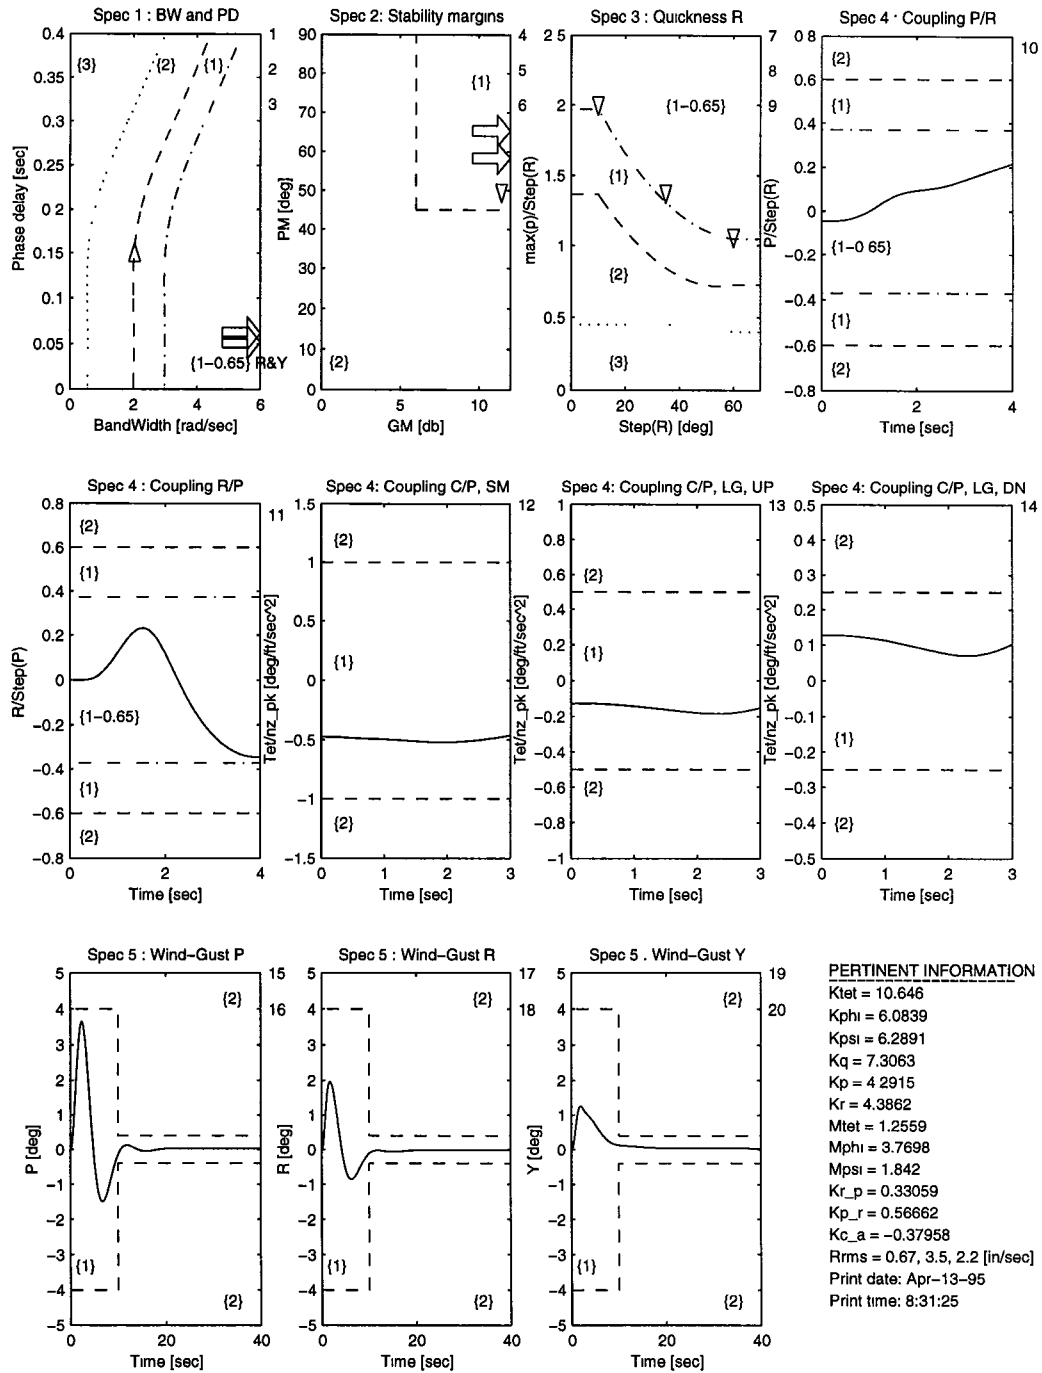 Spec 1 : BW and PD
0.4
0.35
0.3
0.25
0.2
0.15
0.1
0.05
0
Phase delay [sec]
{3}
{2}
{1}
{1-0.65} R&Y
0 2 4 6
BandWidth [rad/sec]
1
2
3
Spec 2: Stability margins
90
80
70
60
50
40
30
20
10
0
PM [deg]
{1}
{2}
0 5 10
GM [db]
4
5
6
Spec 3 : Quickness R
2 5
2
1.5
1
0.5
0
max(p)/Step(R)
{1-0.65}
{1}
{2}
{3}
0 20 40 60
Step(R) [deg]
7
8
9
Spec 4 · Coupling P/R
0.8
0.6
0.4
0.2
0
-0.2
-0.4
-0.6
-0.8
P/Step(R)
{2}
{1}
{1-0 65}
{1}
{2}
0 2 4
Time [sec]
10
Spec 4 : Coupling R/P
0.8
0.6
0.4
0.2
0
-0.2
-0.4
-0.6
-0.8
R/Step(P)
{2}
{1}
{1-0.65}
{1}
{2}
0 2 4
Time [sec]
11
Spec 4: Coupling C/P, SM
1.5
1
0.5
0
-0.5
-1
-1.5
Tet/nz_pk [deg/ft/sec^2]
{2}
{1}
{2}
0 1 2 3
Time [sec]
12
Spec 4: Coupling C/P, LG, UP
1
0.8
0.6
0.4
0.2
0
-0.2
-0.4
-0.6
-0.8
-1
Tet/nz_pk [deg/ft/sec^2]
{2}
{1}
{2}
0 1 2 3
Time [sec]
13
Spec 4: Coupling C/P, LG, DN
0.5
0 4
0.3
0.2
0.1
0
-0.1
-0.2
-0.3
-0.4
-0.5
Tet/nz_pk [deg/ft/sec^2]
{2}
{1}
{2}
0 1 2 3
Time [sec]
14
Spec 5 : Wind-Gust P
5
4
3
2
1
0
-1
-2
-3
-4
-5
P [deg]
{2}
{1}
{2}
0 20 40
Time [sec]
15
16
Spec 5 : Wind-Gust R
5
4
3
2
1
0
-1
-2
-3
-4
-5
R [deg]
{2}
{1}
{2}
0 20 40
Time [sec]
17
18
Spec 5 . Wind-Gust Y
5
4
3
2
1
0
-1
-2
-3
-4
-5
Y [deg]
{2}
{1}
{2}
0 20 40
Time [sec]
19
20
PERTINENT INFORMATION
Ktet = 10.646
Kphi = 6.0839
Kpsi = 6.2891
Kq = 7.3063
Kp = 4 2915
Kr = 4.3862
Mtet = 1.2559
Mphi = 3.7698
Mpsi = 1.842
Kr_p = 0.33059
Kp_r = 0.56662
Kc_a = -0.37958
Rrms = 0.67, 3.5, 2.2 [in/sec]
Print date: Apr-13-95
Print time: 8:31:25